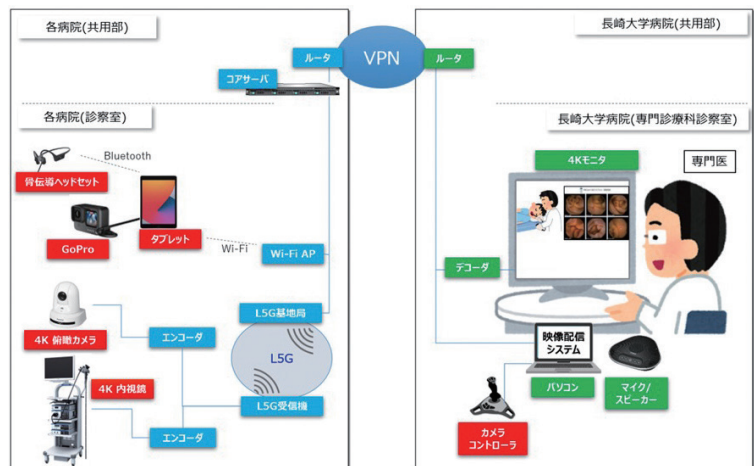 各病院(共用部)
長崎大学病院(共用部)
ルータ
VPN
ルータ
コアサーバ
各病院(診察室)
長崎大学病院(専門診療科診察室)
Bluetooth
骨伝導ヘッドセット
4Kモニタ
専門医
GoPro
タブレット
Wi-Fi
Wi-Fi AP
デコーダ
L5G基地局
4K 俯瞰カメラ
エンコーダ
L5G
映像配信
システム
4K 内視鏡
L5G受信機
パソコン
マイク/
スピーカー
エンコーダ
カメラ
コントローラ